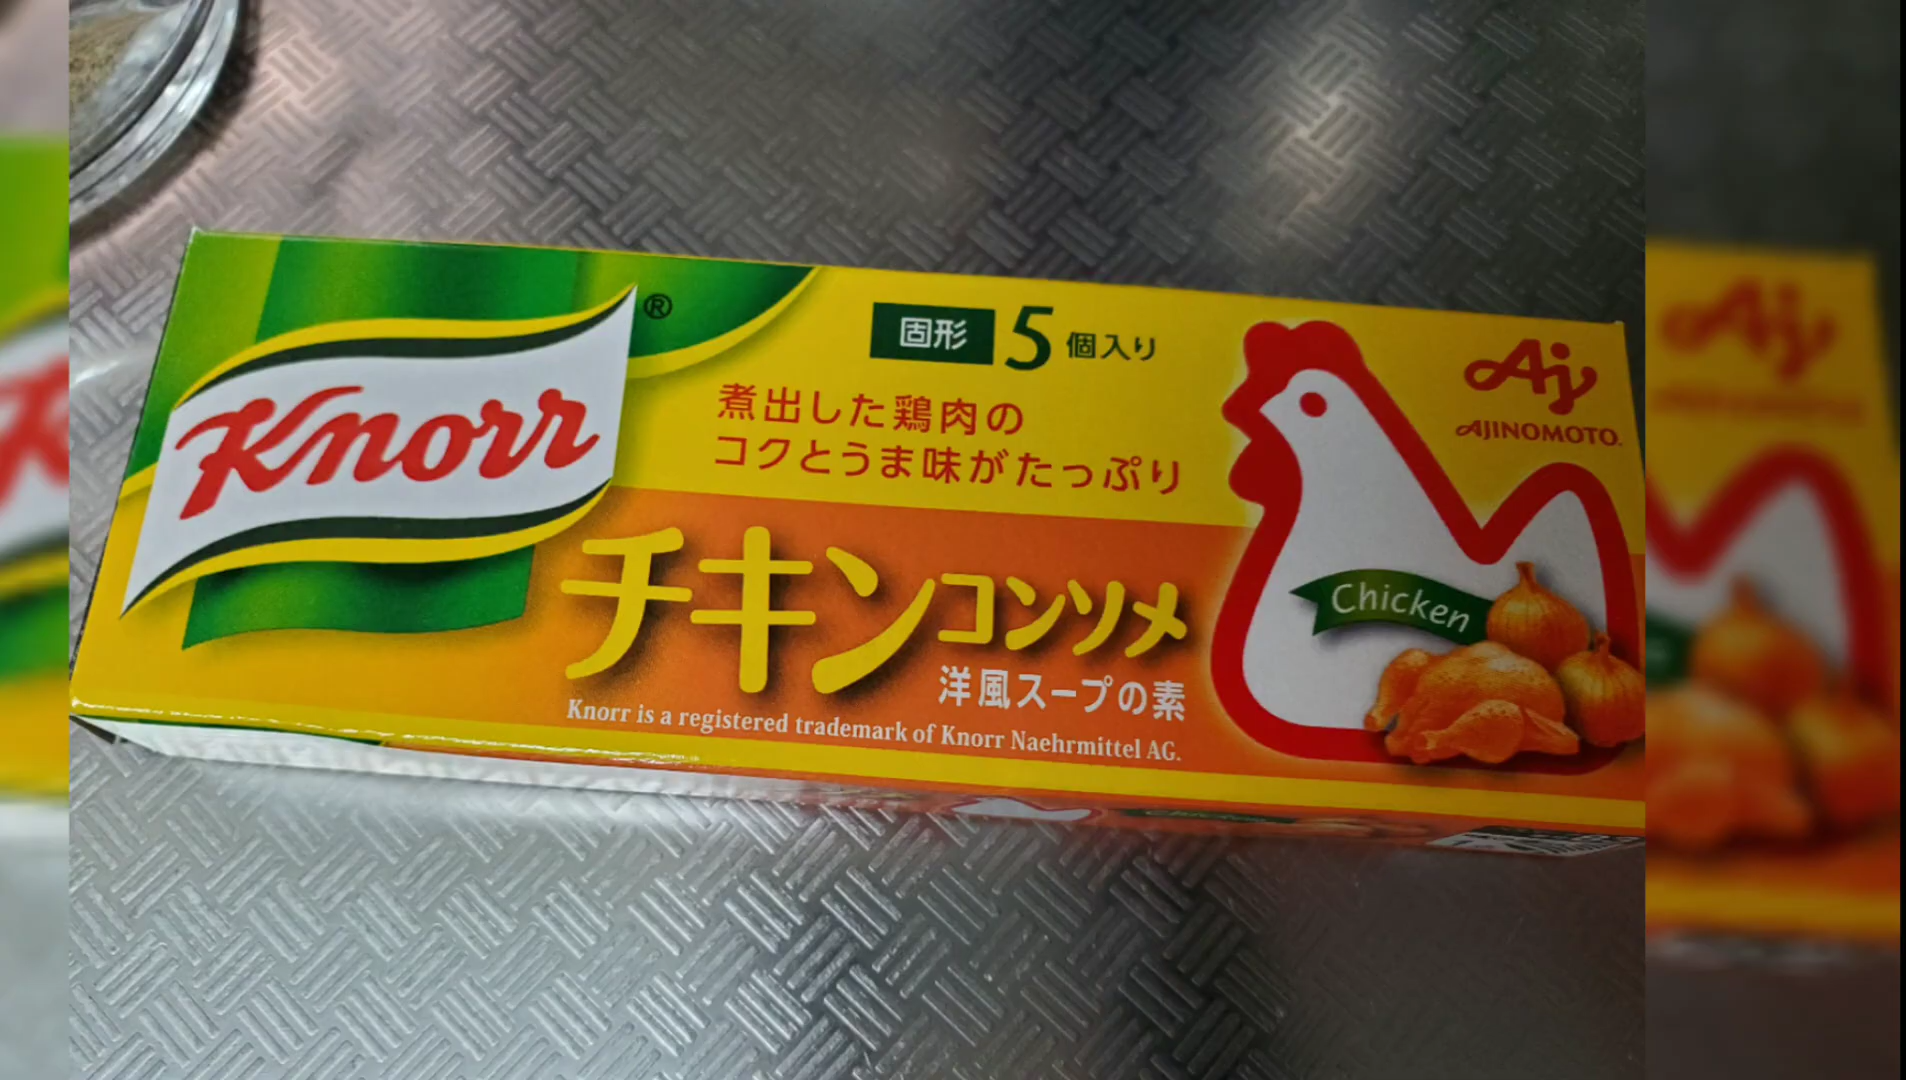 Knorr®
固形 5個入り
煮出した鶏肉の
コクとうま味がたっぷり
チキンコンソメ
洋風スープの素
Knorr is a registered trademark of Knorr Naehrmittel AG.
Aj
AJINOMOTO.
Chicken